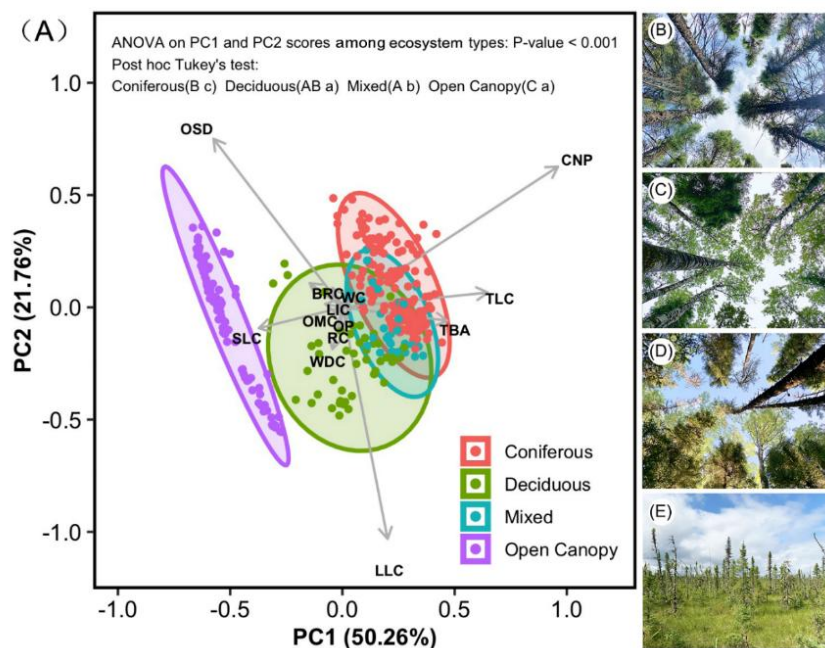 (A)
ANOVA on PC1 and PC2 scores among ecosystem types: P-value < 0.001
Post hoc Tukey's test:
Coniferous(B c) Deciduous(AB a) Mixed(A b) Open Canopy(C a)
1.0
0.5
0.0
-0.5
-1.0
PC2 (21.76%)
OSD
CNP
TLC
BRC
WC
LIC
OMC
OP
TBA
SLC
RC
WDC
LLC
Coniferous
Deciduous
Mixed
Open Canopy
-1.0
-0.5
0.0
0.5
1.0
PC1 (50.26%)
(B)
(C)
(D)
(E)